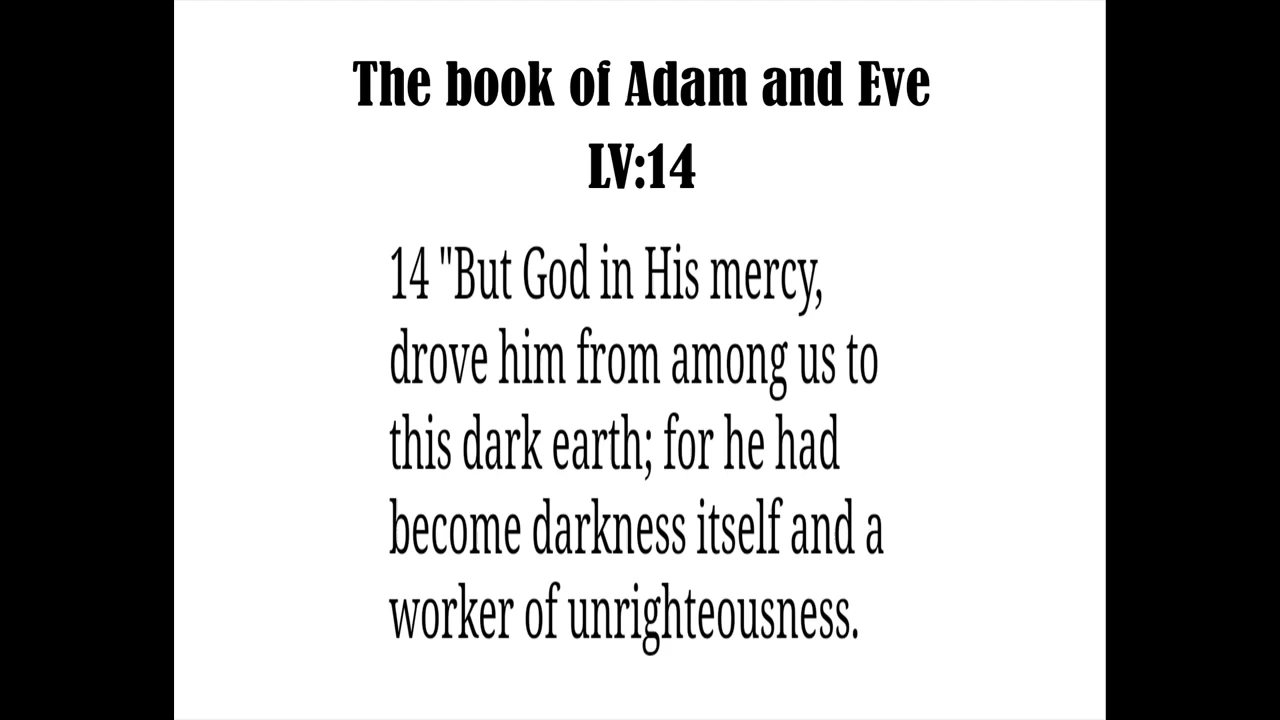 The book of Adam and Eve
LV:14
14 "But God in His mercy,
drove him from among us to
this dark earth; for he had
become darkness itself and a
worker of unrighteousness.